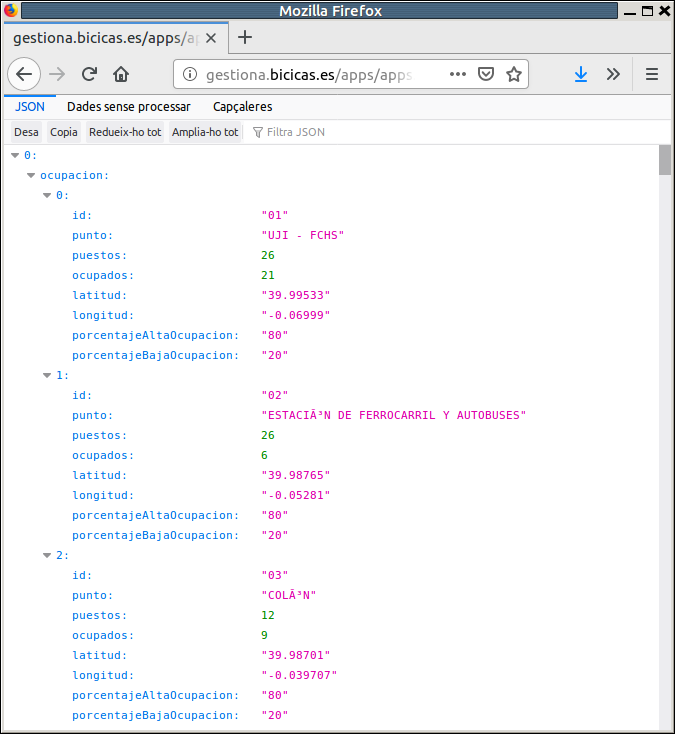 Mozilla Firefox
gestiona.bicicas.es/apps/ap
gestiona.bicicas.es/apps/apps
JSON Dades sense processar Capçaleres
Desa Copia Redueix-ho tot Amplia-ho tot Filtra JSON
0:
ocupacion:
0:
id: "01"
punto: "UJI - FCHS"
puestos: 26
ocupados: 21
latitud: "39.99533"
longitud: "-0.06999"
porcentajeAltaOcupacion: "80"
porcentajeBajaOcupacion: "20"
1:
id: "02"
punto: "ESTACIÃ³N DE FERROCARRIL Y AUTOBUSES"
puestos: 26
ocupados: 6
latitud: "39.98765"
longitud: "-0.05281"
porcentajeAltaOcupacion: "80"
porcentajeBajaOcupacion: "20"
2:
id: "03"
punto: "COLÃ³N"
puestos: 12
ocupados: 9
latitud: "39.98701"
longitud: "-0.039707"
porcentajeAltaOcupacion: "80"
porcentajeBajaOcupacion: "20"